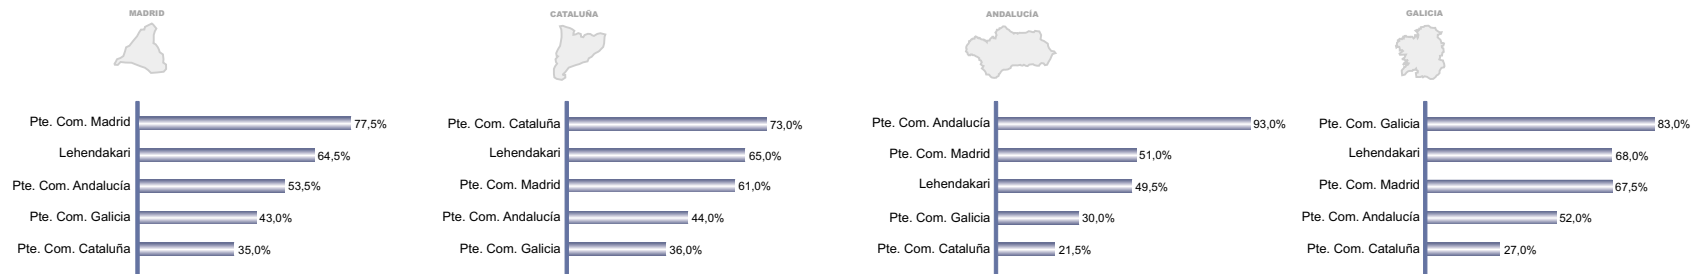 MADRID
Pte. Com. Madrid 77,5%
Lehendakari 64,5%
Pte. Com. Andalucía 53,5%
Pte. Com. Galicia 43,0%
Pte. Com. Cataluña 35,0%
CATALUÑA
Pte. Com. Cataluña 73,0%
Lehendakari 65,0%
Pte. Com. Madrid 61,0%
Pte. Com. Andalucía 44,0%
Pte. Com. Galicia 36,0%
ANDALUCÍA
Pte. Com. Andalucía 93,0%
Pte. Com. Madrid 51,0%
Lehendakari 49,5%
Pte. Com. Galicia 30,0%
Pte. Com. Cataluña 21,5%
GALICIA
Pte. Com. Galicia 83,0%
Lehendakari 68,0%
Pte. Com. Madrid 67,5%
Pte. Com. Andalucía 52,0%
Pte. Com. Cataluña 27,0%